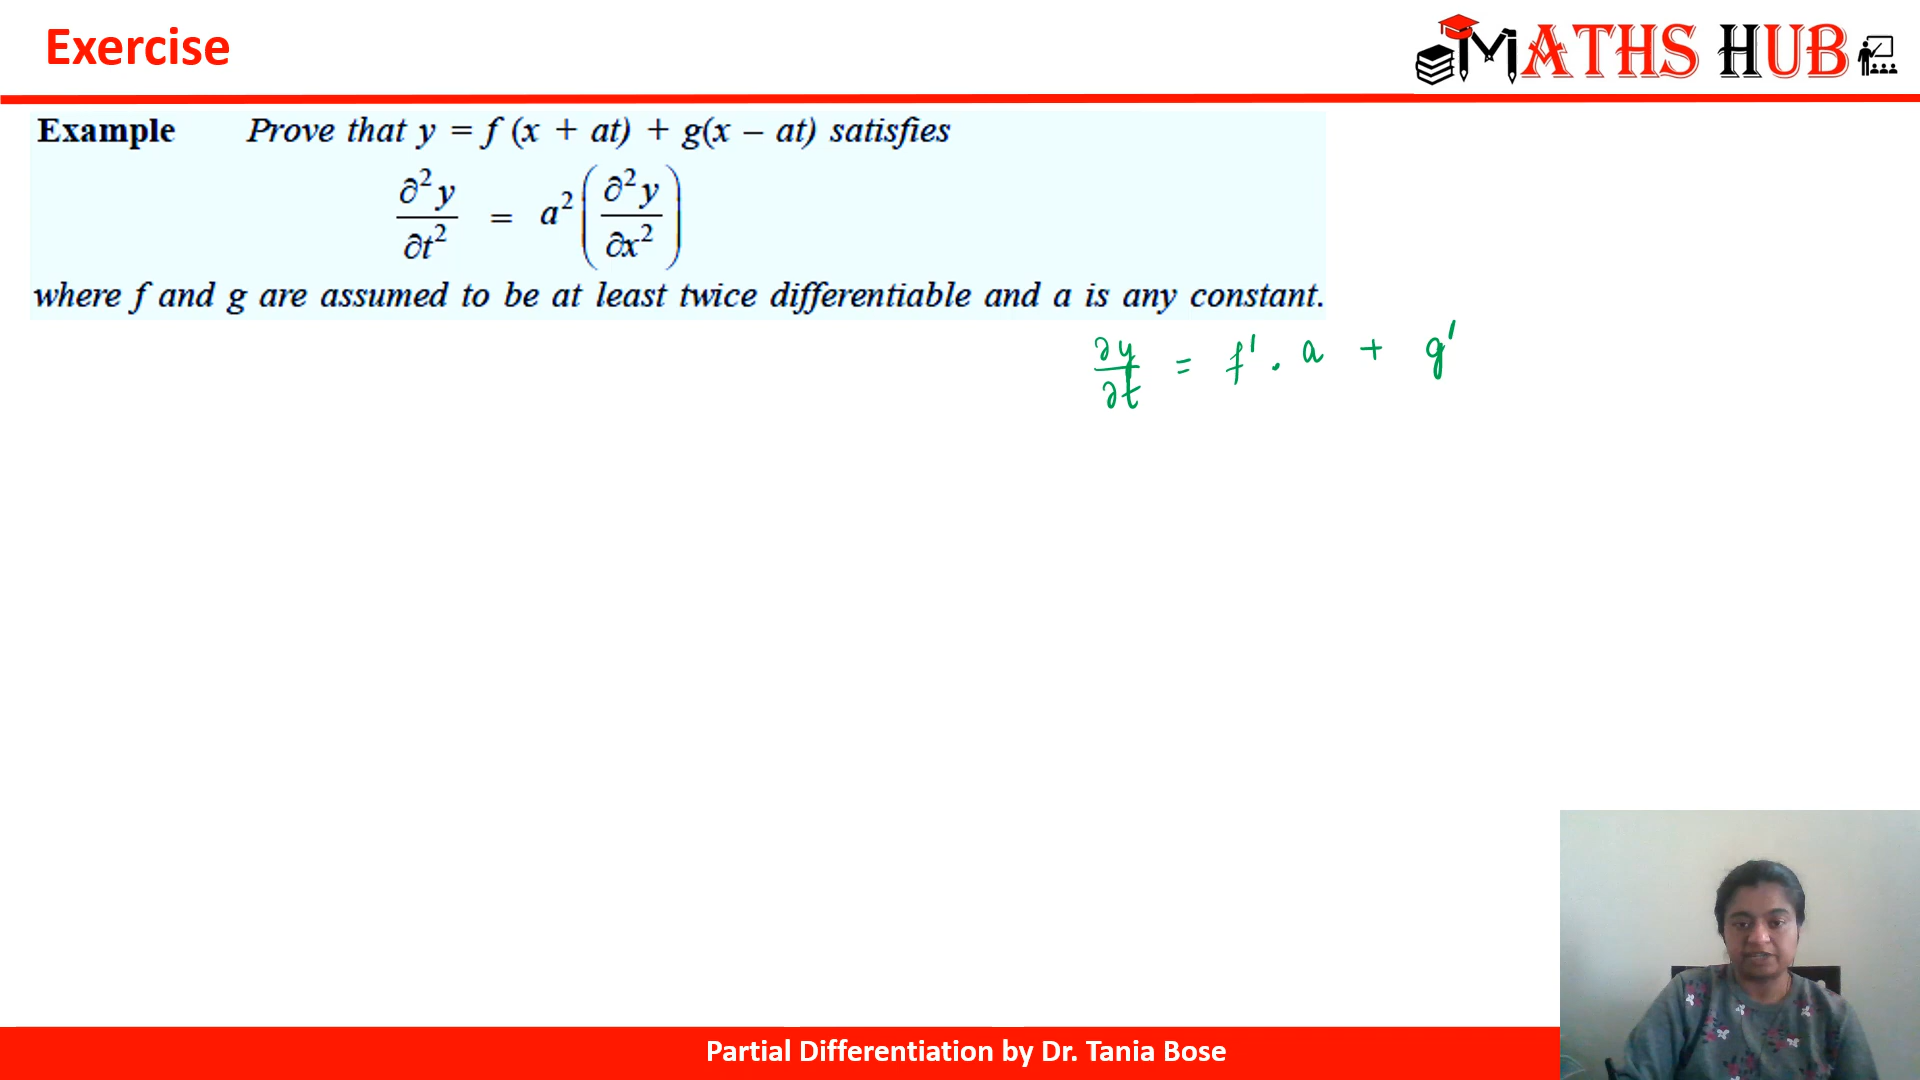 Exercise
MATHS HUB
Example Prove that y = f (x + at) + g(x – at) satisfies
∂²y/∂t² = a²(∂²y/∂x²)
where f and g are assumed to be at least twice differentiable and a is any constant.
∂y/∂t = f' . a + g'
Partial Differentiation by Dr. Tania Bose